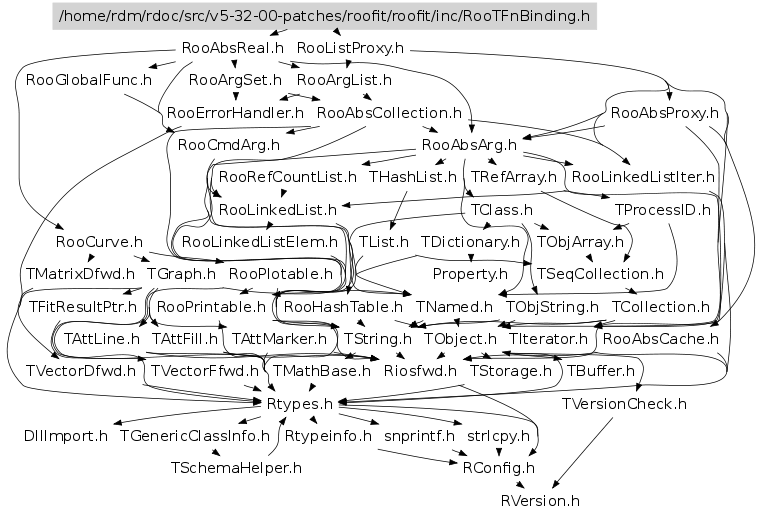 /home/rdm/rdoc/src/v5-32-00-patches/roofit/roofit/inc/RooTFnBinding.h
RooAbsReal.h RooListProxy.h
RooGlobalFunc.h RooArgSet.h RooArgList.h
RooErrorHandler.h RooAbsCollection.h RooAbsProxy.h
RooCmdArg.h RooAbsArg.h
RooRefCountList.h THashList.h TRefArray.h RooLinkedListIter.h
RooLinkedList.h TClass.h TProcessID.h
RooCurve.h RooLinkedListElem.h TList.h TDictionary.h TObjArray.h
TMatrixDfwd.h TGraph.h RooPlotable.h Property.h TSeqCollection.h
TFitResultPtr.h RooPrintable.h RooHashTable.h TNamed.h TObjString.h TCollection.h
TAttLine.h TAttFill.h TAttMarker.h TString.h TObject.h TIterator.h RooAbsCache.h
TVectorDfwd.h TVectorFfwd.h TMathBase.h Riosfwd.h TStorage.h TBuffer.h
Rtypes.h TVersionCheck.h
DllImport.h TGenericClassInfo.h Rtypeinfo.h snprintf.h strlcpy.h
TSchemaHelper.h RConfig.h
RVersion.h